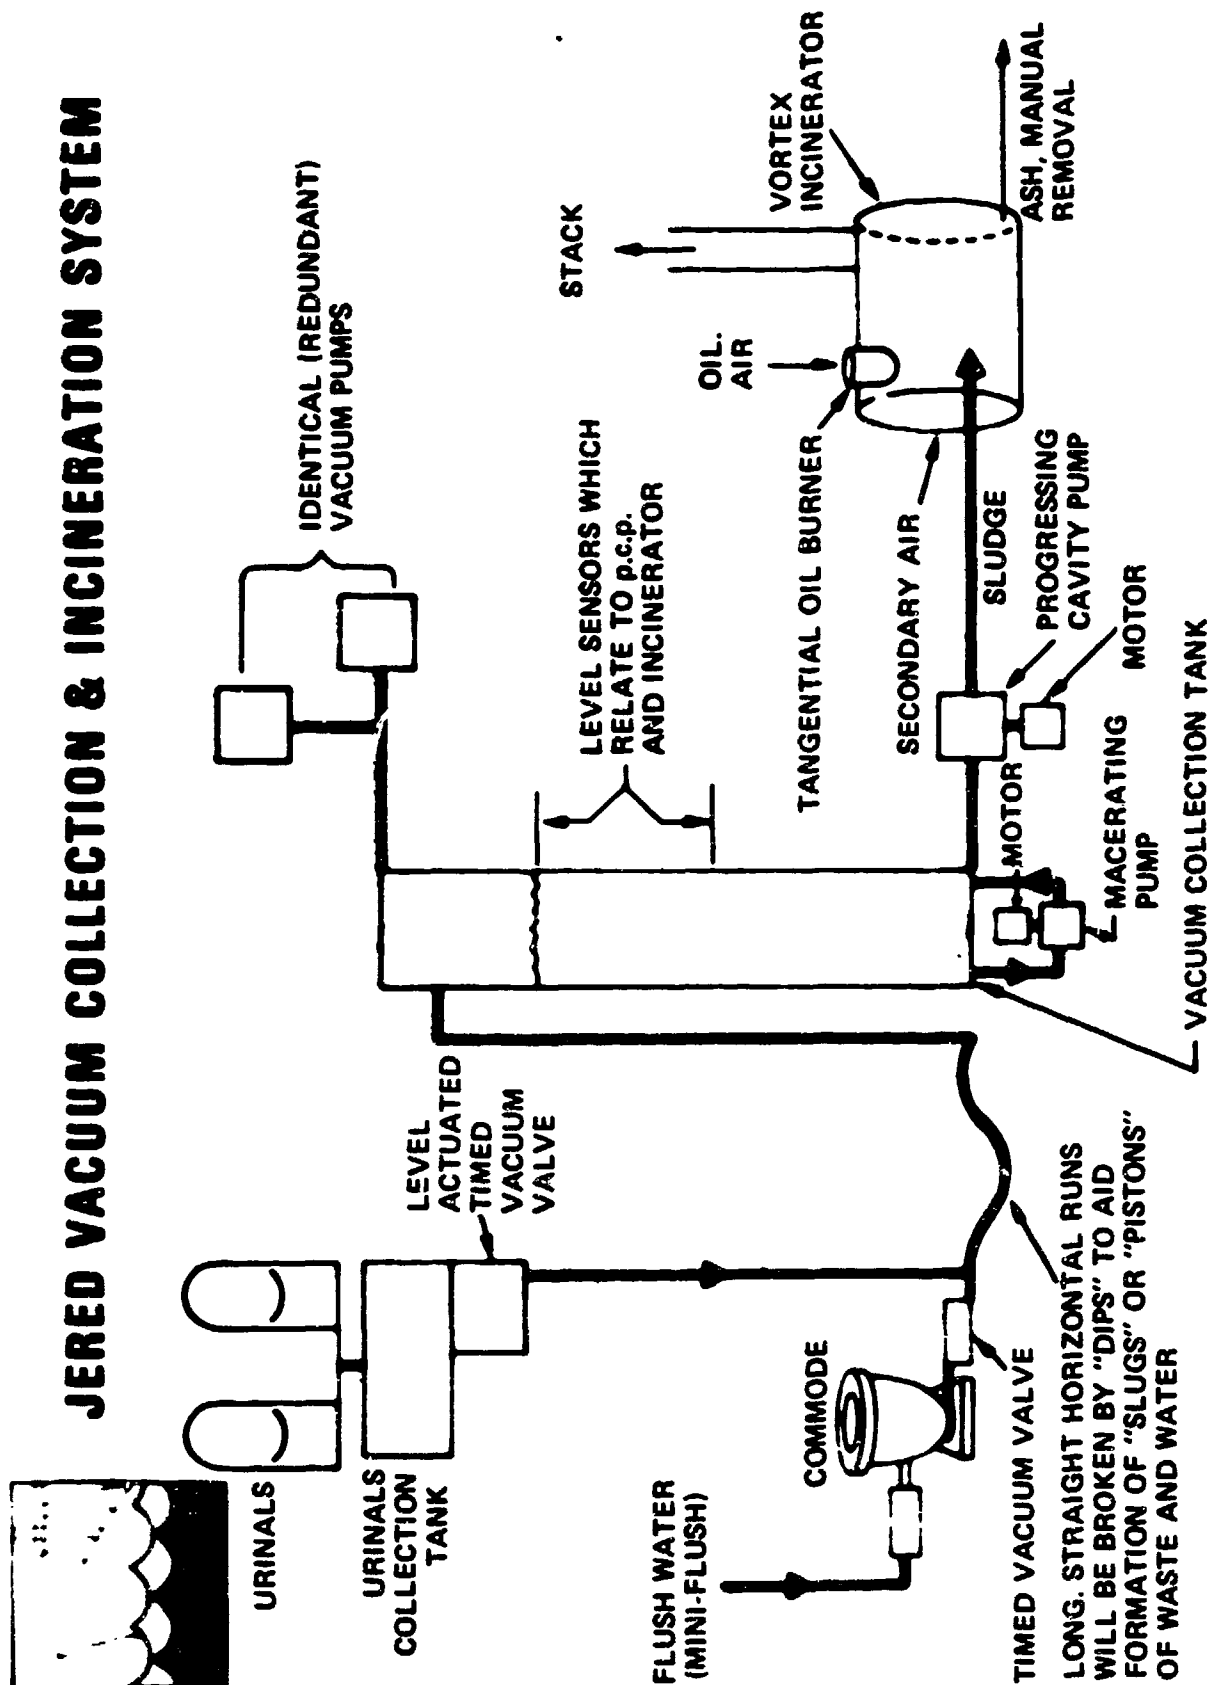 JERED VACUUM COLLECTION & INCINERATION SYSTEM
URINALS
URINALS
COLLECTION
TANK
LEVEL
ACTUATED
TIMED
VACUUM
VALVE
IDENTICAL (REDUNDANT)
VACUUM PUMPS
LEVEL SENSORS WHICH
RELATE TO p.c.p.
AND INCINERATOR
STACK
OIL.
AIR
VORTEX
INCINERATOR
TANGENTIAL OIL BURNER
SECONDARY AIR
SLUDGE
ASH, MANUAL
REMOVAL
PROGRESSING
CAVITY PUMP
MOTOR
MOTOR
MACERATING
PUMP
VACUUM COLLECTION TANK
FLUSH WATER
(MINI-FLUSH)
COMMODE
TIMED VACUUM VALVE
LONG. STRAIGHT HORIZONTAL RUNS
WILL BE BROKEN BY "DIPS" TO AID
FORMATION OF "SLUGS" OR "PISTONS"
OF WASTE AND WATER